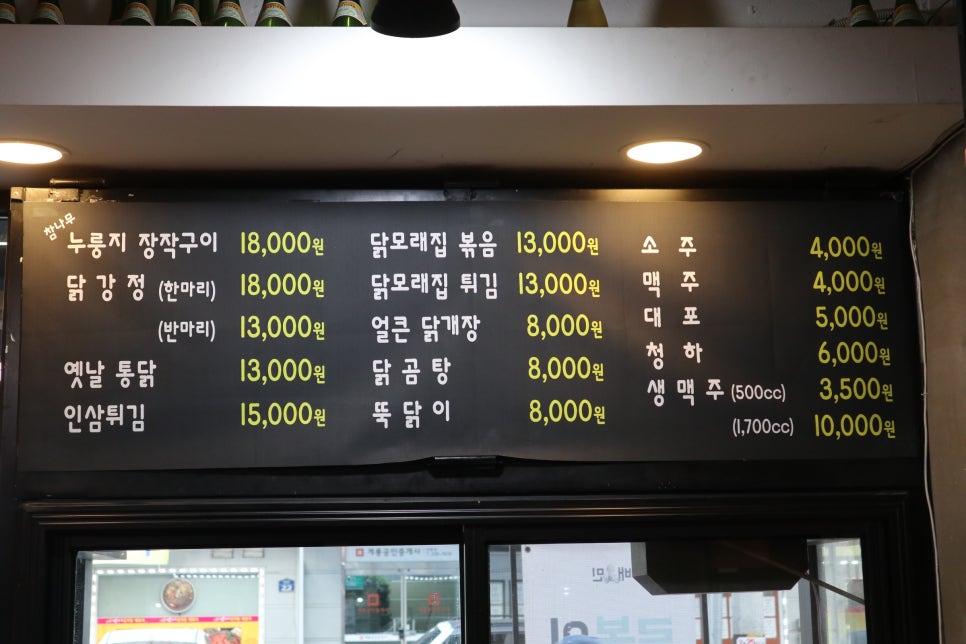 참나무
누룽지 장작구이 18,000원
닭강정 (한마리) 18,000원
(반마리) 13,000원
옛날 통닭 13,000원
인삼튀김 15,000원
닭모래집 볶음 13,000원
닭모래집 튀김 13,000원
얼큰 닭개장 8,000원
닭곰탕 8,000원
뚝닭이 8,000원
소주 4,000원
맥주 4,000원
대포 5,000원
청하 6,000원
생맥주 (500cc) 3,500원
(1,700cc) 10,000원